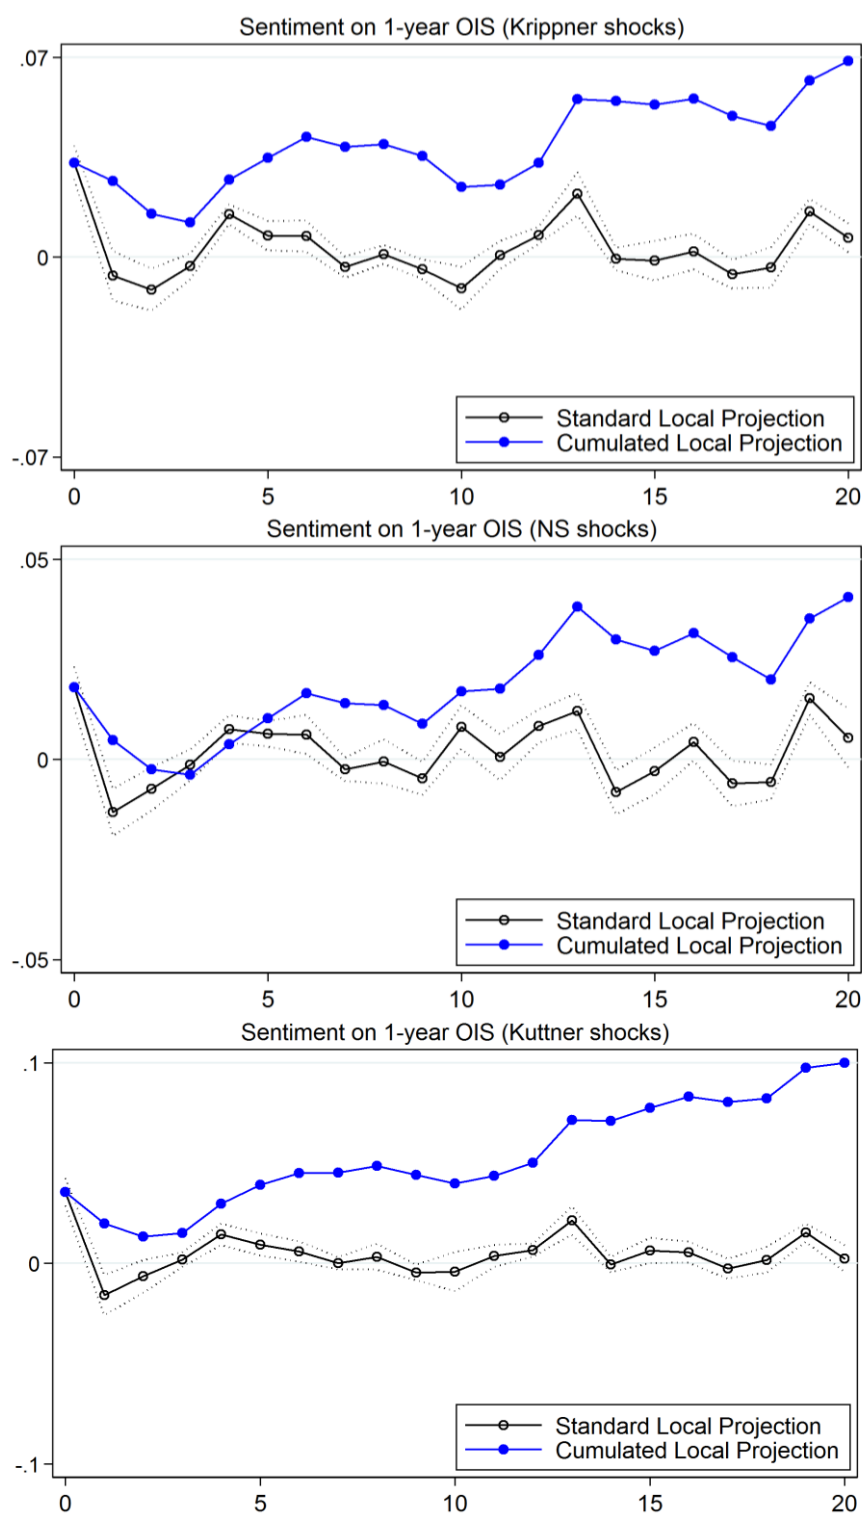 Sentiment on 1-year OIS (Krippner shocks)
.07
0
-.07
Standard Local Projection
Cumulated Local Projection
0 5 10 15 20
Sentiment on 1-year OIS (NS shocks)
.05
0
-.05
Standard Local Projection
Cumulated Local Projection
0 5 10 15 20
Sentiment on 1-year OIS (Kuttner shocks)
.1
0
-.1
Standard Local Projection
Cumulated Local Projection
0 5 10 15 20